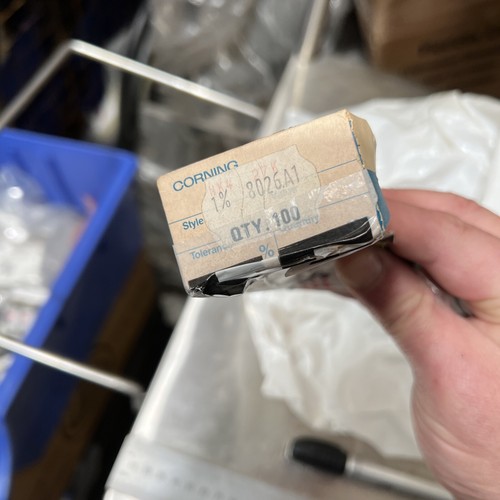 CORNING
1% 8026A1
Style
QTY.100
Toleran
%